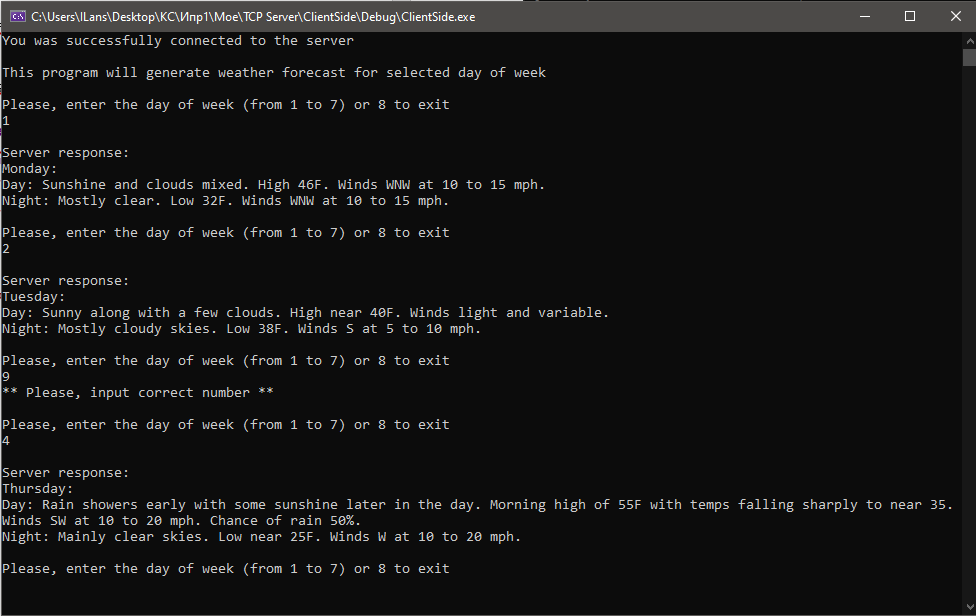 C:\Users\ILans\Desktop\КС\Ипр1\Мое\TCP Server\ClientSide\Debug\ClientSide.exe
You was successfully connected to the server
This program will generate weather forecast for selected day of week
Please, enter the day of week (from 1 to 7) or 8 to exit
1
Server response:
Monday:
Day: Sunshine and clouds mixed. High 46F. Winds WNW at 10 to 15 mph.
Night: Mostly clear. Low 32F. Winds WNW at 10 to 15 mph.
Please, enter the day of week (from 1 to 7) or 8 to exit
2
Server response:
Tuesday:
Day: Sunny along with a few clouds. High near 40F. Winds light and variable.
Night: Mostly cloudy skies. Low 38F. Winds S at 5 to 10 mph.
Please, enter the day of week (from 1 to 7) or 8 to exit
9
** Please, input correct number **
Please, enter the day of week (from 1 to 7) or 8 to exit
4
Server response:
Thursday:
Day: Rain showers early with some sunshine later in the day. Morning high of 55F with temps falling sharply to near 35.
Winds SW at 10 to 20 mph. Chance of rain 50%.
Night: Mainly clear skies. Low near 25F. Winds W at 10 to 20 mph.
Please, enter the day of week (from 1 to 7) or 8 to exit